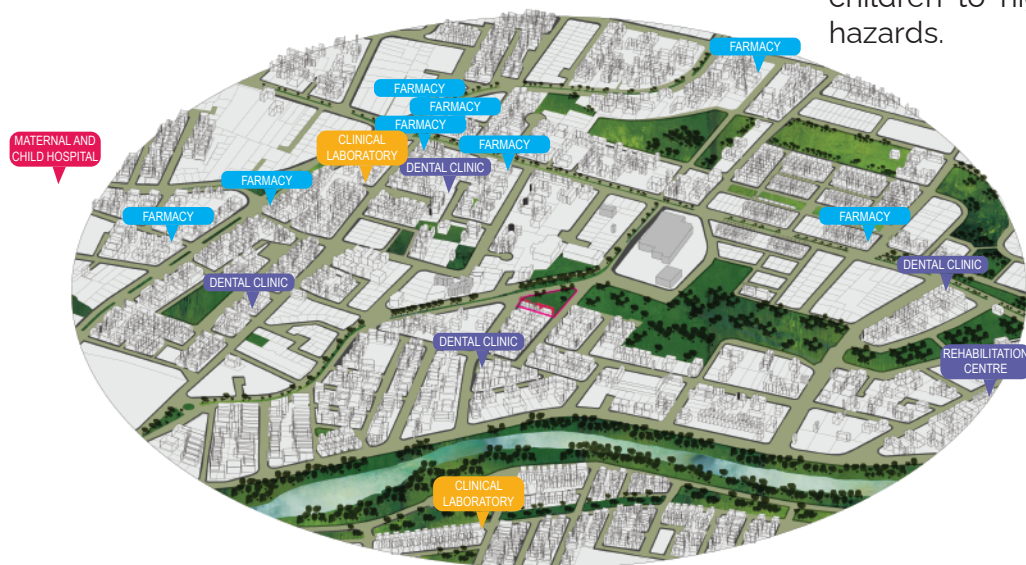 children to
hazards.
FARMACY
FARMACY
FARMACY
FARMACY
CLINICAL
LABORATORY
FARMACY
MATERNAL AND
CHILD HOSPITAL
DENTAL CLINIC
FARMACY
FARMACY
FARMACY
DENTAL CLINIC
DENTAL CLINIC
DENTAL CLINIC
REHABILITATION
CENTRE
CLINICAL
LABORATORY